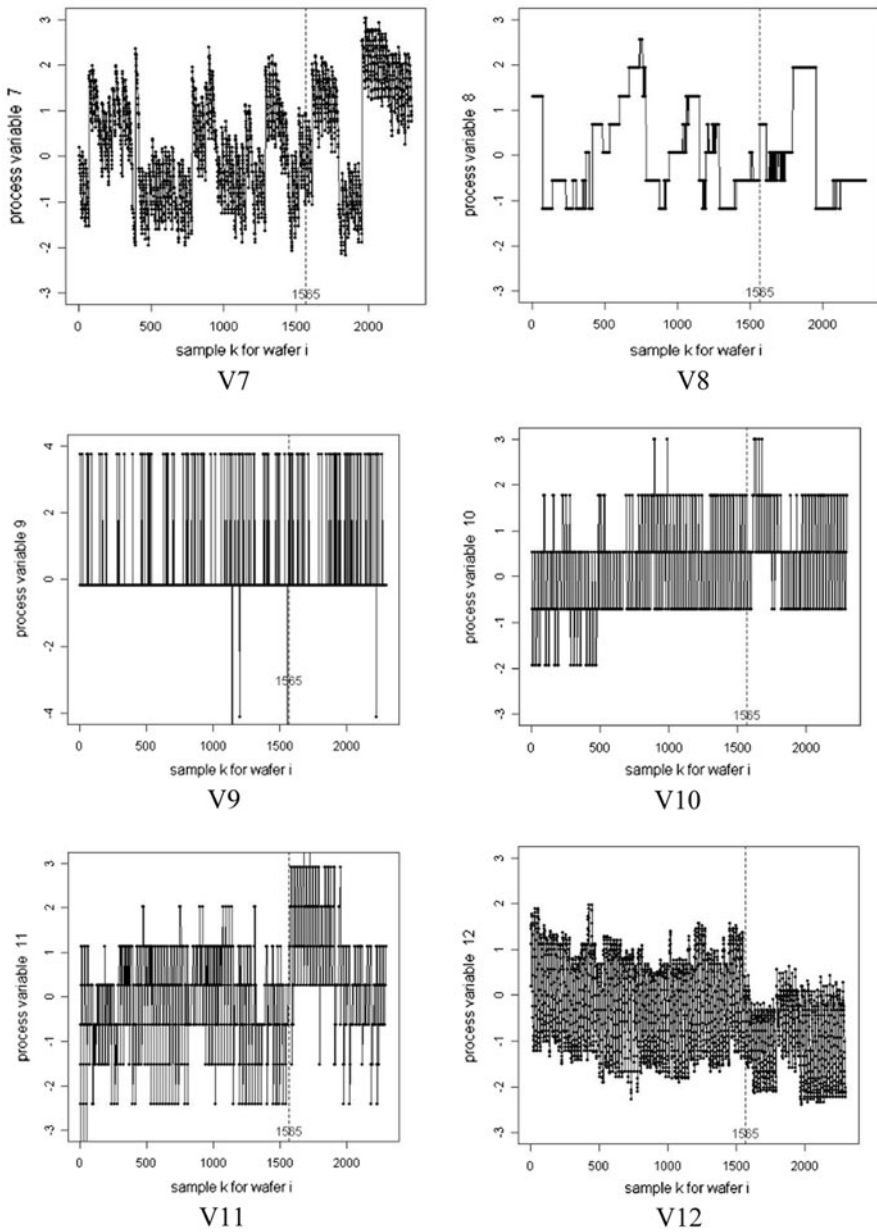 process variable 7
3
2
1
0
-1
-2
-3
1565
0 500 1000 1500 2000
sample k for wafer i
V7
process variable 8
3
2
1
0
-1
-2
-3
1565
0 500 1000 1500 2000
sample k for wafer i
V8
process variable 9
4
2
0
-2
-4
1565
0 500 1000 1500 2000
sample k for wafer i
V9
process variable 10
3
2
1
0
-1
-2
-3
1565
0 500 1000 1500 2000
sample k for wafer i
V10
process variable 11
3
2
1
0
-1
-2
-3
1565
0 500 1000 1500 2000
sample k for wafer i
V11
process variable 12
3
2
1
0
-1
-2
-3
1565
0 500 1000 1500 2000
sample k for wafer i
V12